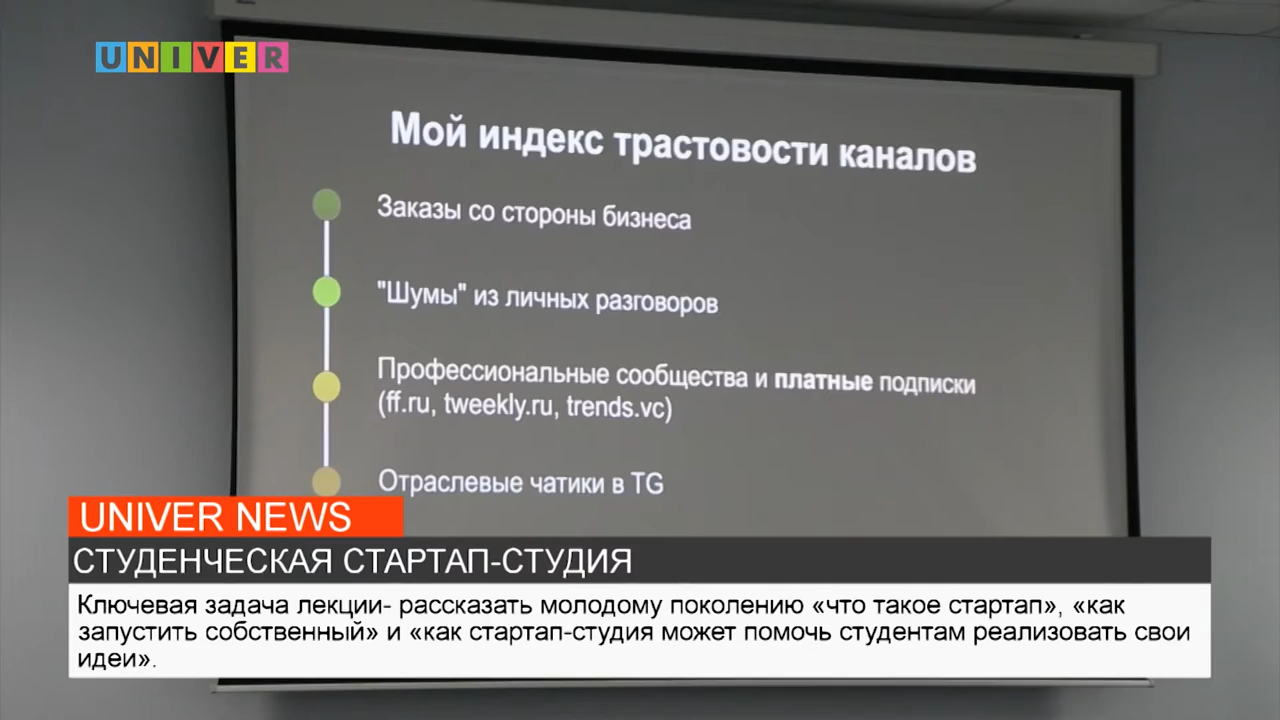 UNIVER
Мой индекс трастовости каналов
Заказы со стороны бизнеса
"Шумы" из личных разговоров
Профессиональные сообщества и платные подписки
(ff.ru, tweekly.ru, trends.vc)
Отраслевые чатики в TG
UNIVER NEWS
СТУДЕНЧЕСКАЯ СТАРТАП-СТУДИЯ
Ключевая задача лекции- рассказать молодому поколению «что такое стартап», «как
запустить собственный» и «как стартап-студия может помочь студентам реализовать свои
идеи».